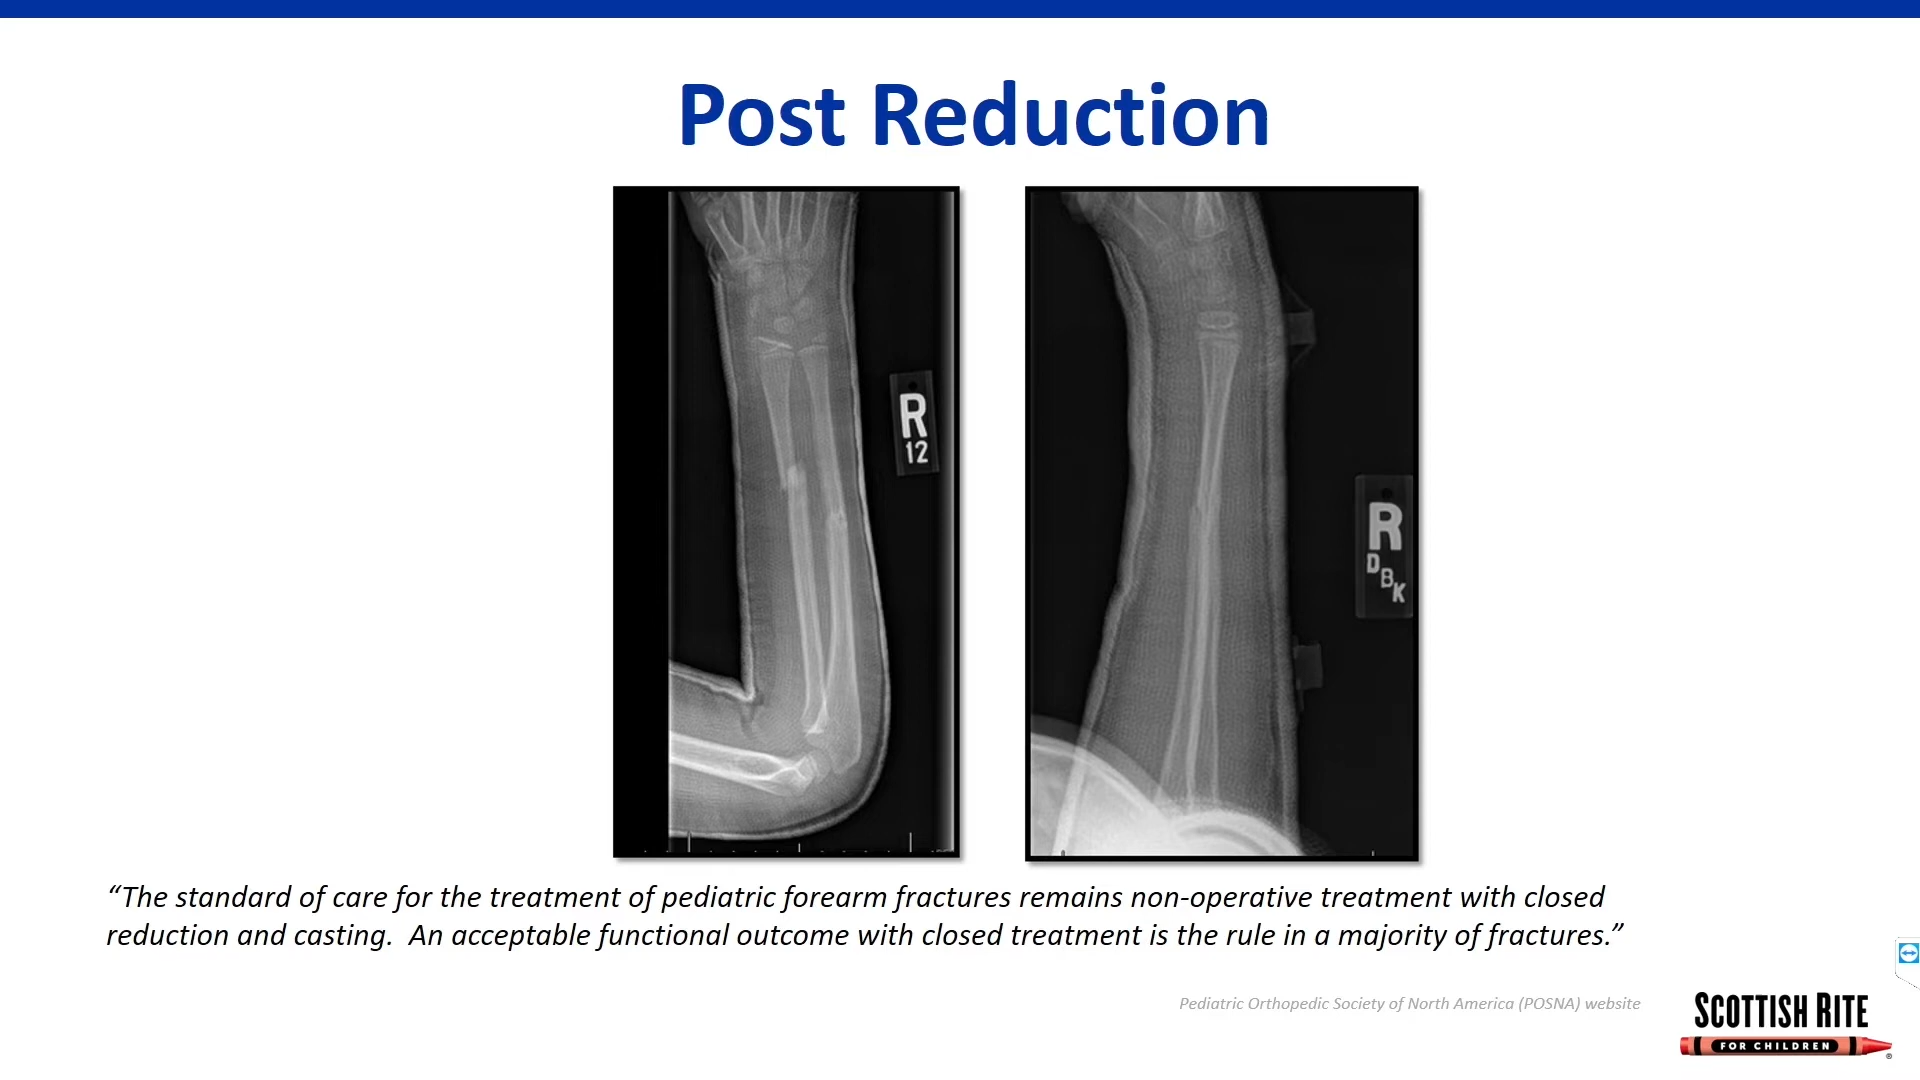 Post Reduction
R
12
R
D
B
K
“The standard of care for the treatment of pediatric forearm fractures remains non-operative treatment with closed
reduction and casting.  An acceptable functional outcome with closed treatment is the rule in a majority of fractures.”
Pediatric Orthopedic Society of North America (POSNA) website
SCOTTISH RITE
FOR CHILDREN
®